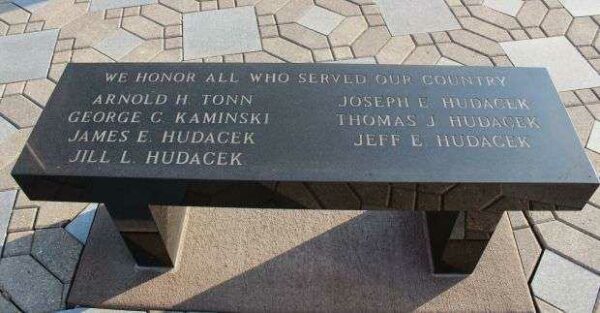 WE HONOR ALL WHO SERVED OUR COUNTRY
ARNOLD H. TONN
GEORGE C. KAMINSKI
JAMES E. HUDACEK
JILL L. HUDACEK
JOSEPH E. HUDACEK
THOMAS J. HUDACEK
JEFF E. HUDACEK